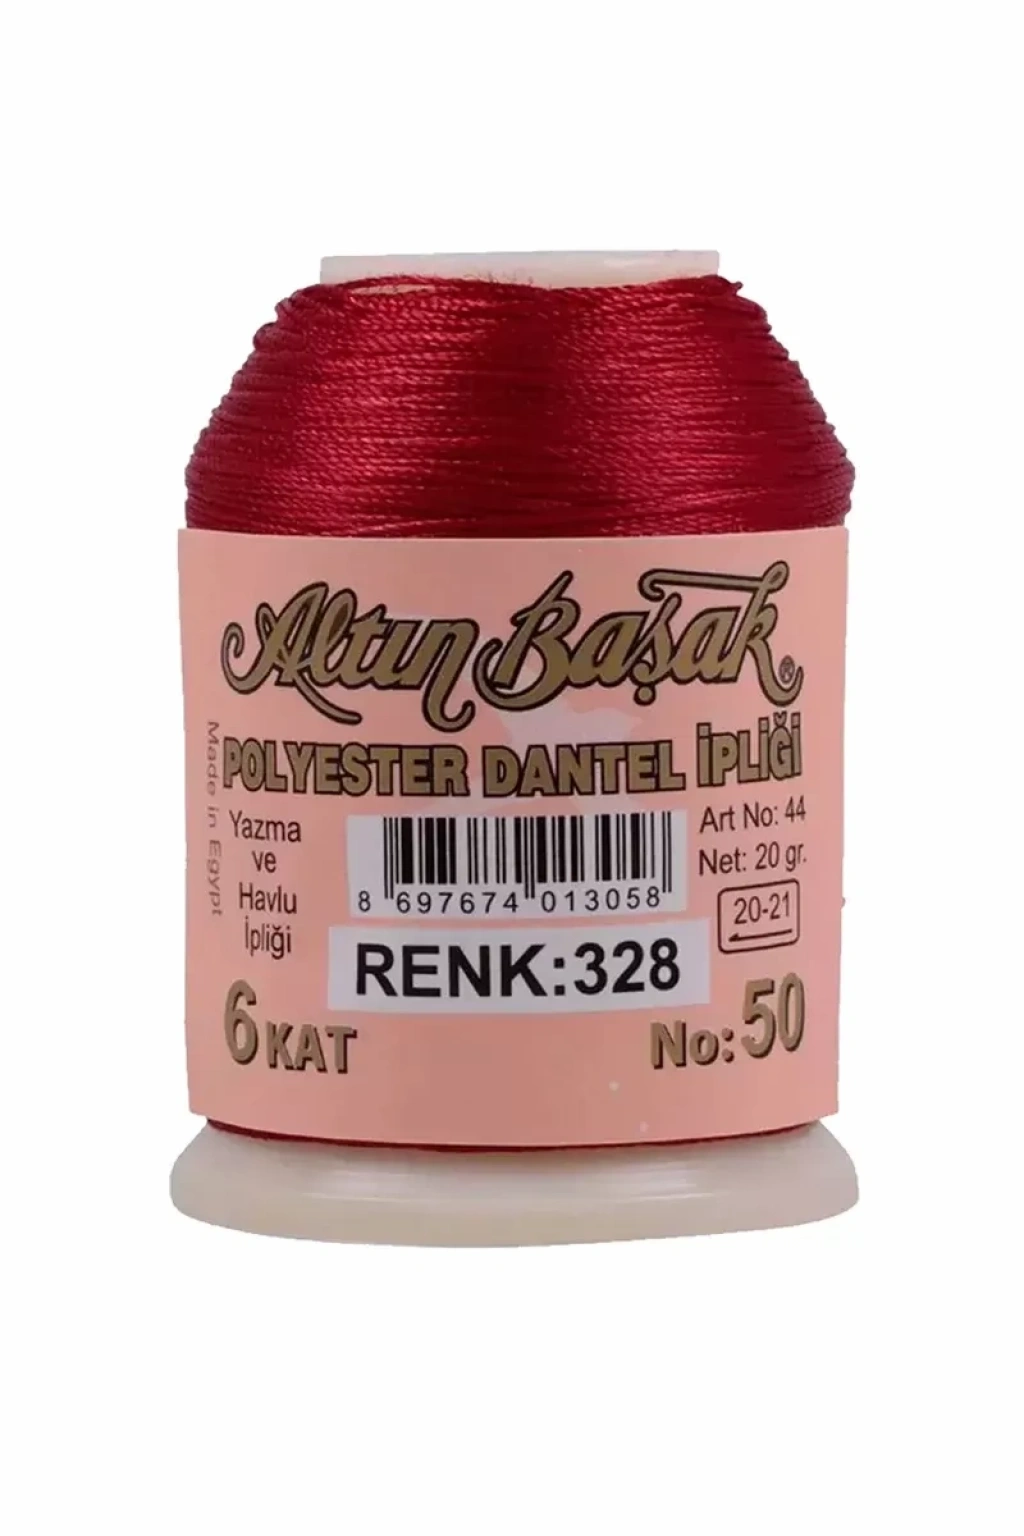 Altın Başak ®
POLYESTER DANTEL İPLİĞİ
Made in Egypt
Yazma
ve
Havlu
İpliği
8 697674 013058
Art No: 44
Net: 20 gr.
20-21
RENK:328
6 KAT
No: 50